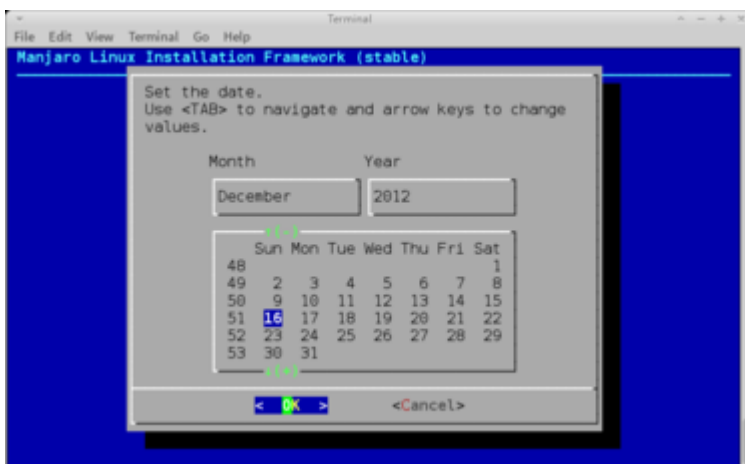 Terminal
File Edit View Terminal Go Help
Manjaro Linux Installation Framework (stable)
Set the date.
Use <TAB> to navigate and arrow keys to change
values.
Month Year
December 2012
↑(-)
Sun Mon Tue Wed Thu Fri Sat
48 1
49 2 3 4 5 6 7 8
50 9 10 11 12 13 14 15
51 16 17 18 19 20 21 22
52 23 24 25 26 27 28 29
53 30 31
↓(+)
< OK > <Cancel>